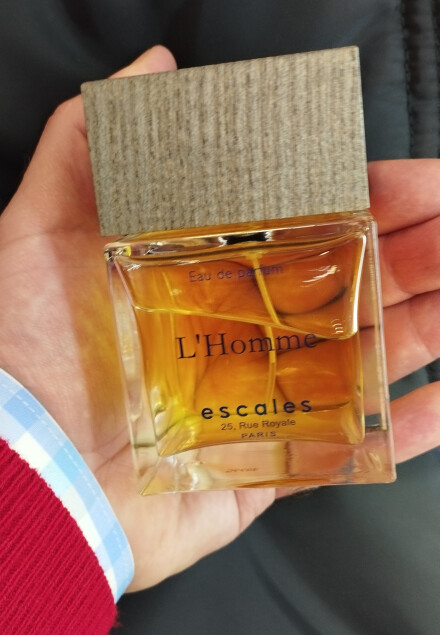 Eau de parfum
L'Homme
escales
25, Rue Royale
PARIS